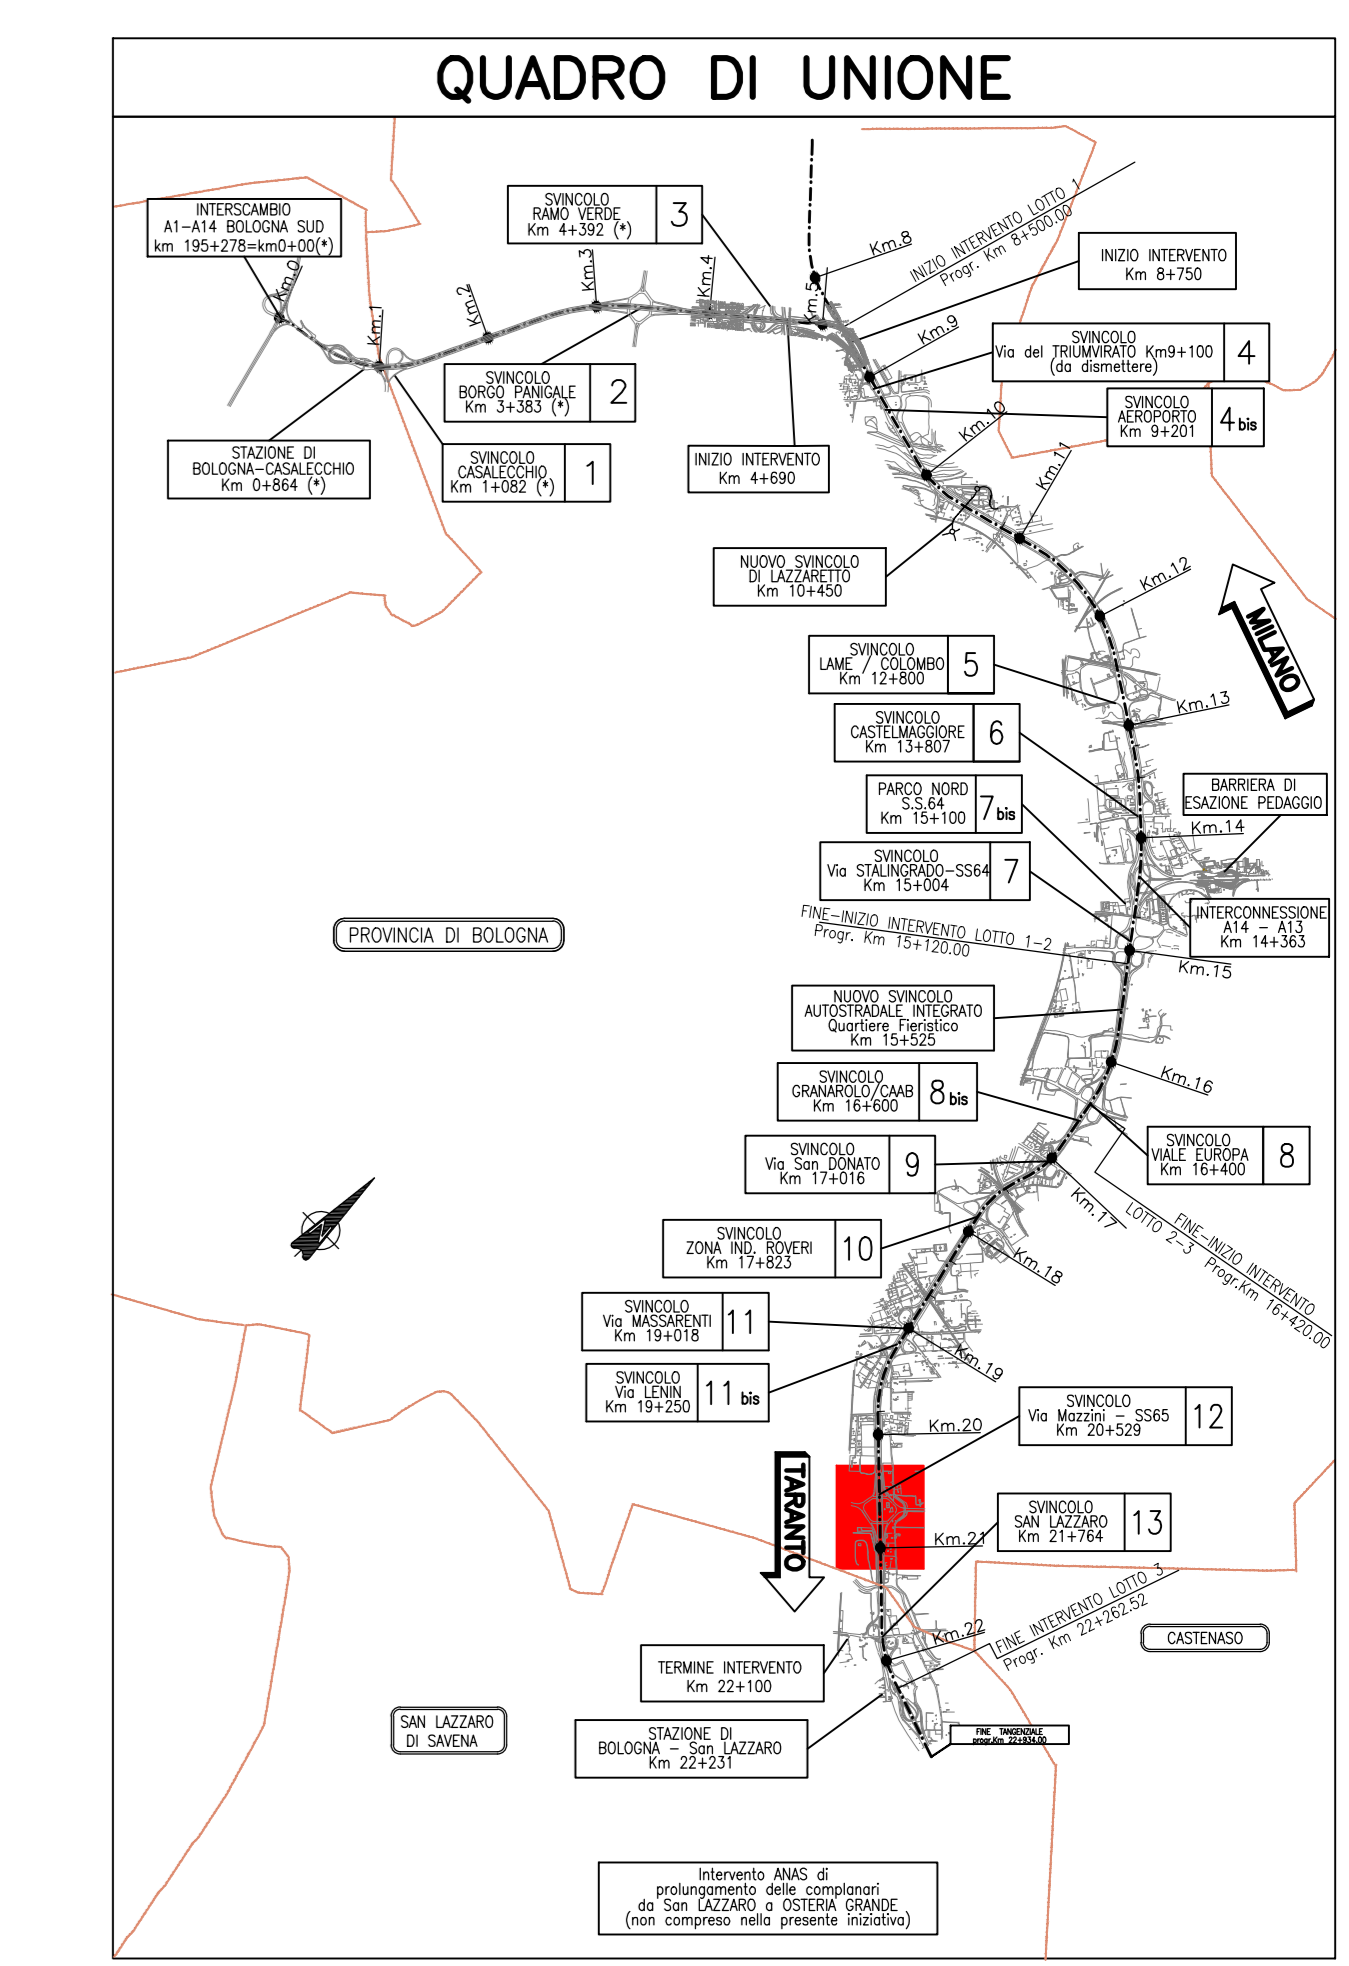 QUADRO DI UNIONE
INTERSCAMBIO
A1-A14 BOLOGNA SUD
km 195+278=km0+00(*)
SVINCOLO
RAMO VERDE
Km 4+392 (*)
3
Km.0
Km.1
Km.2
Km.3
Km.4
Km.5
Km.8
INIZIO INTERVENTO LOTTO 1
Progr. Km 8+500.00
INIZIO INTERVENTO
Km 8+750
Km.9
SVINCOLO
Via del TRIUMVIRATO Km9+100
(da dismettere)
4
SVINCOLO
BORGO PANIGALE
Km 3+383 (*)
2
SVINCOLO
AEROPORTO
Km 9+201
4 bis
Km.10
STAZIONE DI
BOLOGNA-CASALECCHIO
Km 0+864 (*)
SVINCOLO
CASALECCHIO
Km 1+082 (*)
1
INIZIO INTERVENTO
Km 4+690
Km.11
NUOVO SVINCOLO
DI LAZZARETTO
Km 10+450
Km.12
MILANO
SVINCOLO
LAME / COLOMBO
Km 12+800
5
Km.13
SVINCOLO
CASTELMAGGIORE
Km 13+807
6
PARCO NORD
S.S.64
Km 15+100
7 bis
BARRIERA DI
ESAZIONE PEDAGGIO
Km.14
SVINCOLO
Via STALINGRADO-SS64
Km 15+004
7
FINE-INIZIO INTERVENTO LOTTO 1-2
Progr. Km 15+120.00
INTERCONNESSIONE
A14 - A13
Km 14+363
PROVINCIA DI BOLOGNA
Km.15
NUOVO SVINCOLO
AUTOSTRADALE INTEGRATO
Quartiere Fieristico
Km 15+525
Km.16
SVINCOLO
GRANAROLO/CAAB
Km 16+600
8 bis
SVINCOLO
VIALE EUROPA
Km 16+400
8
SVINCOLO
Via San DONATO
Km 17+016
9
Km.17
FINE-INIZIO INTERVENTO
LOTTO 2-3 Progr.Km 16+420.00
SVINCOLO
ZONA IND. ROVERI
Km 17+823
10
Km.18
SVINCOLO
Via MASSARENTI
Km 19+018
11
Km.19
SVINCOLO
Via LENIN
Km 19+250
11 bis
SVINCOLO
Via Mazzini - SS65
Km 20+529
12
Km.20
TARANTO
SVINCOLO
SAN LAZZARO
Km 21+764
13
Km.21
FINE INTERVENTO LOTTO 3
Progr. Km 22+262.52
Km.22
CASTENASO
TERMINE INTERVENTO
Km 22+100
SAN LAZZARO
DI SAVENA
STAZIONE DI
BOLOGNA - San LAZZARO
Km 22+231
FINE TANGENZIALE
progr.Km 22+934.00
Intervento ANAS di
prolungamento delle complanari
da San LAZZARO a OSTERIA GRANDE
(non compreso nella presente iniziativa)